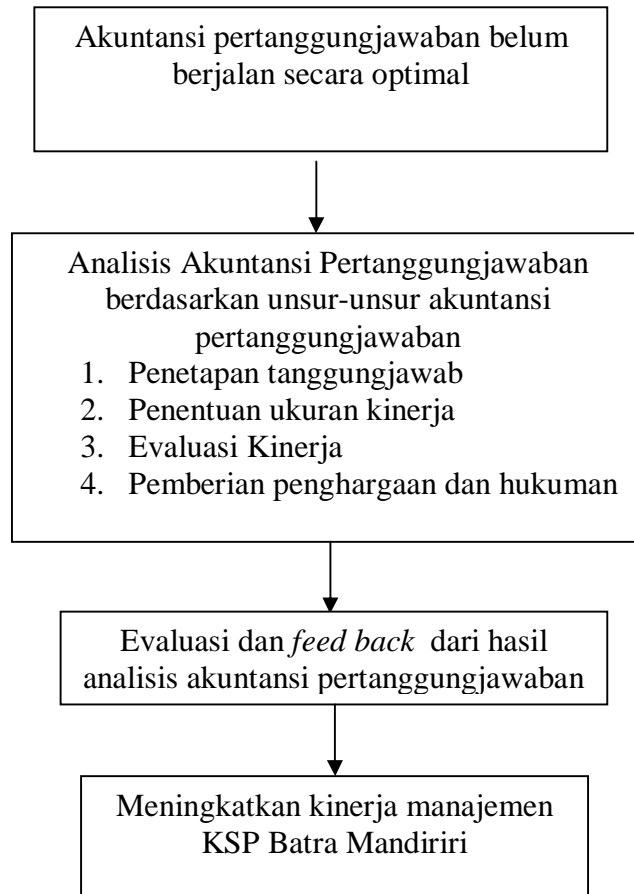 Akuntansi pertanggungjawaban belum
berjalan secara optimal
Analisis Akuntansi Pertanggungjawaban
berdasarkan unsur-unsur akuntansi
pertanggungjawaban
1. Penetapan tanggungjawab
2. Penentuan ukuran kinerja
3. Evaluasi Kinerja
4. Pemberian penghargaan dan hukuman
Evaluasi dan feed back dari hasil
analisis akuntansi pertanggungjawaban
Meningkatkan kinerja manajemen
KSP Batra Mandiriri